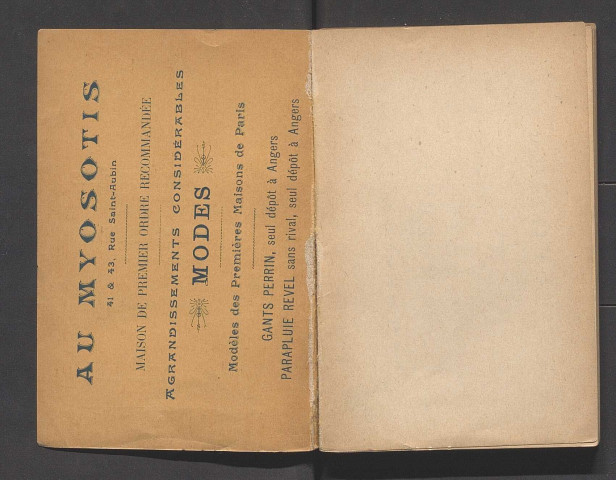 AU MYOSOTIS
41 & 43, Rue Saint-Aubin
MAISON DE PREMIER ORDRE RECOMMANDÉE
AGRANDISSEMENTS CONSIDÉRABLES
MODES
Modèles des Premières Maisons de Paris
GANTS PERRIN, seul dépôt à Angers
PARAPLUIE REVEL sans rival, seul dépôt à Angers